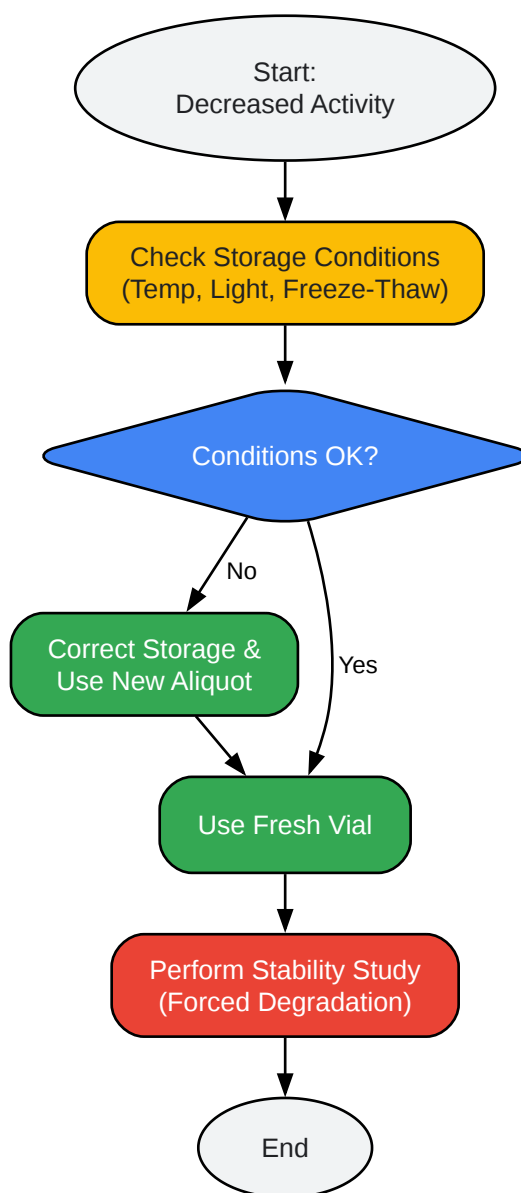 Start:
Decreased Activity
Check Storage Conditions
(Temp, Light, Freeze-Thaw)
Conditions OK?
No
Correct Storage &
Use New Aliquot
Yes
Use Fresh Vial
Perform Stability Study
(Forced Degradation)
End